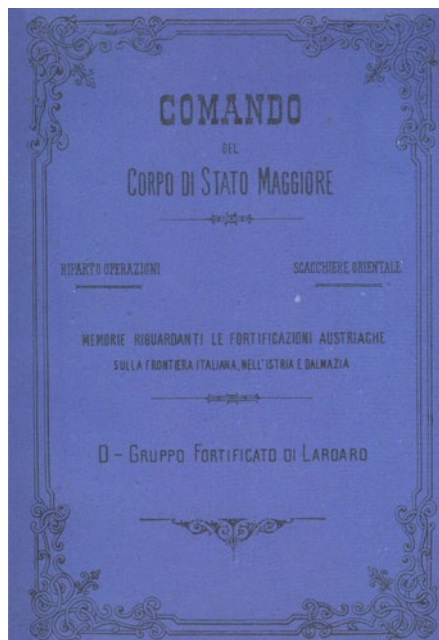 COMANDO
DEL
CORPO DI STATO MAGGIORE
RIPARTO OPERAZIONI
SCACCHIERE ORIENTALE
MEMORIE RIGUARDANTI LE FORTIFICAZIONI AUSTRIACHE
SULLA FRONTIERA ITALIANA, NELL'ISTRIA E DALMAZIA
D - GRUPPO FORTIFICATO DI LARDARO